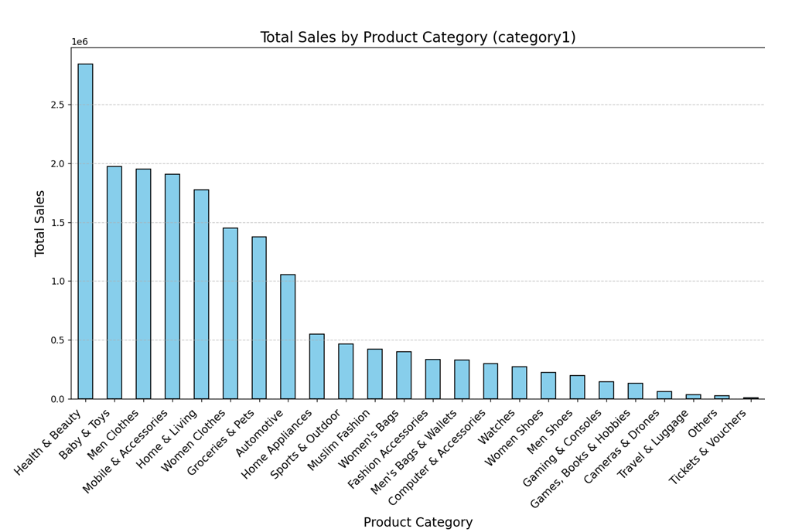 Total Sales by Product Category (category1)
1e6
2.5
2.0
1.5
1.0
0.5
0.0
Total Sales
Health & Beauty
Baby & Toys
Men Clothes
Mobile & Accessories
Home & Living
Women Clothes
Groceries & Pets
Automotive
Home Appliances
Sports & Outdoor
Muslim Fashion
Women's Bags
Fashion Accessories
Men's Bags & Wallets
Computer & Accessories
Watches
Women Shoes
Men Shoes
Gaming & Consoles
Games, Books & Hobbies
Cameras & Drones
Travel & Luggage
Others
Tickets & Vouchers
Product Category